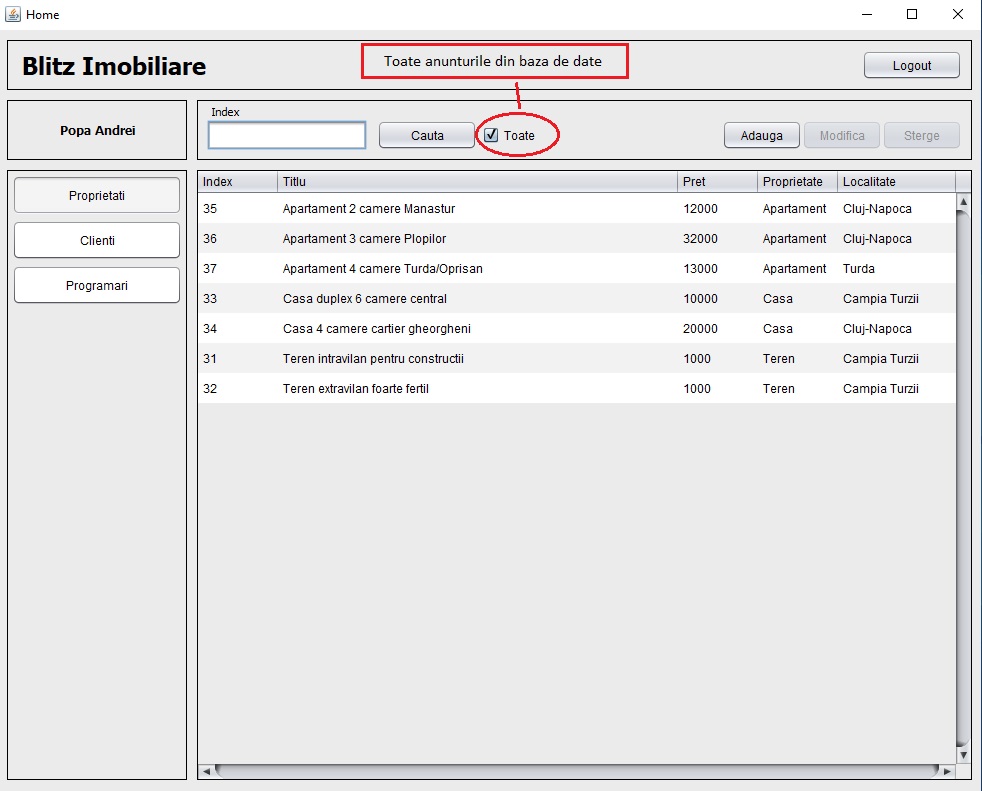 Home
Blitz Imobiliare
Toate anunturile din baza de date
Logout
Popa Andrei
Index
Cauta
Toate
Adauga
Modifica
Sterge
Proprietati
Clienti
Programari
Index Titlu Pret Proprietate Localitate
35 Apartament 2 camere Manastur 12000 Apartament Cluj-Napoca
36 Apartament 3 camere Plopilor 32000 Apartament Cluj-Napoca
37 Apartament 4 camere Turda/Oprisan 13000 Apartament Turda
33 Casa duplex 6 camere central 10000 Casa Campia Turzii
34 Casa 4 camere cartier gheorgheni 20000 Casa Cluj-Napoca
31 Teren intravilan pentru constructii 1000 Teren Campia Turzii
32 Teren extravilan foarte fertil 1000 Teren Campia Turzii